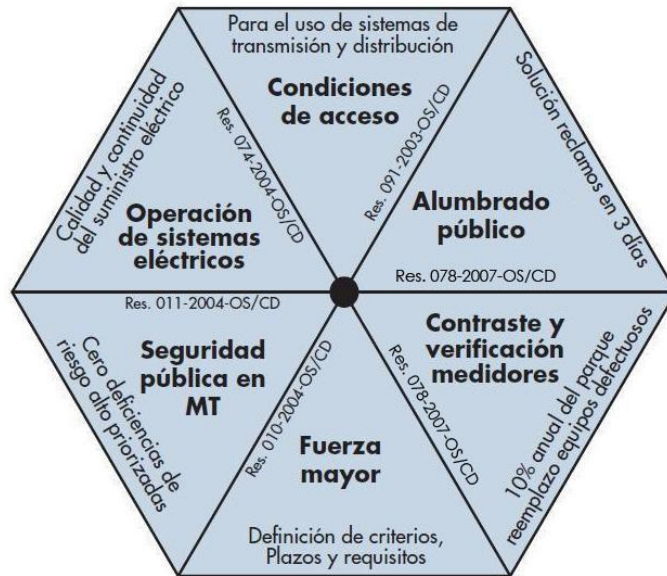 Para el uso de sistemas de
transmisión y distribución
Condiciones
de acceso
Res. 091-2003-OS/CD
Solución reclamos en 3 días
Alumbrado
público
Res. 078-2007-OS/CD
Contraste y
verificación
medidores
10% anual del parque
reemplazo equipos defectuosos
Res. 078-2007-OS/CD
Fuerza
mayor
Definición de criterios,
Plazos y requisitos
Res. 010-2004-OS/CD
Seguridad
pública en
MT
Cero deficiencias de
riesgo alto priorizadas
Res. 011-2004-OS/CD
Operación
de sistemas
eléctricos
Calidad y continuidad
del suministro eléctrico
Res. 074-2004-OS/CD